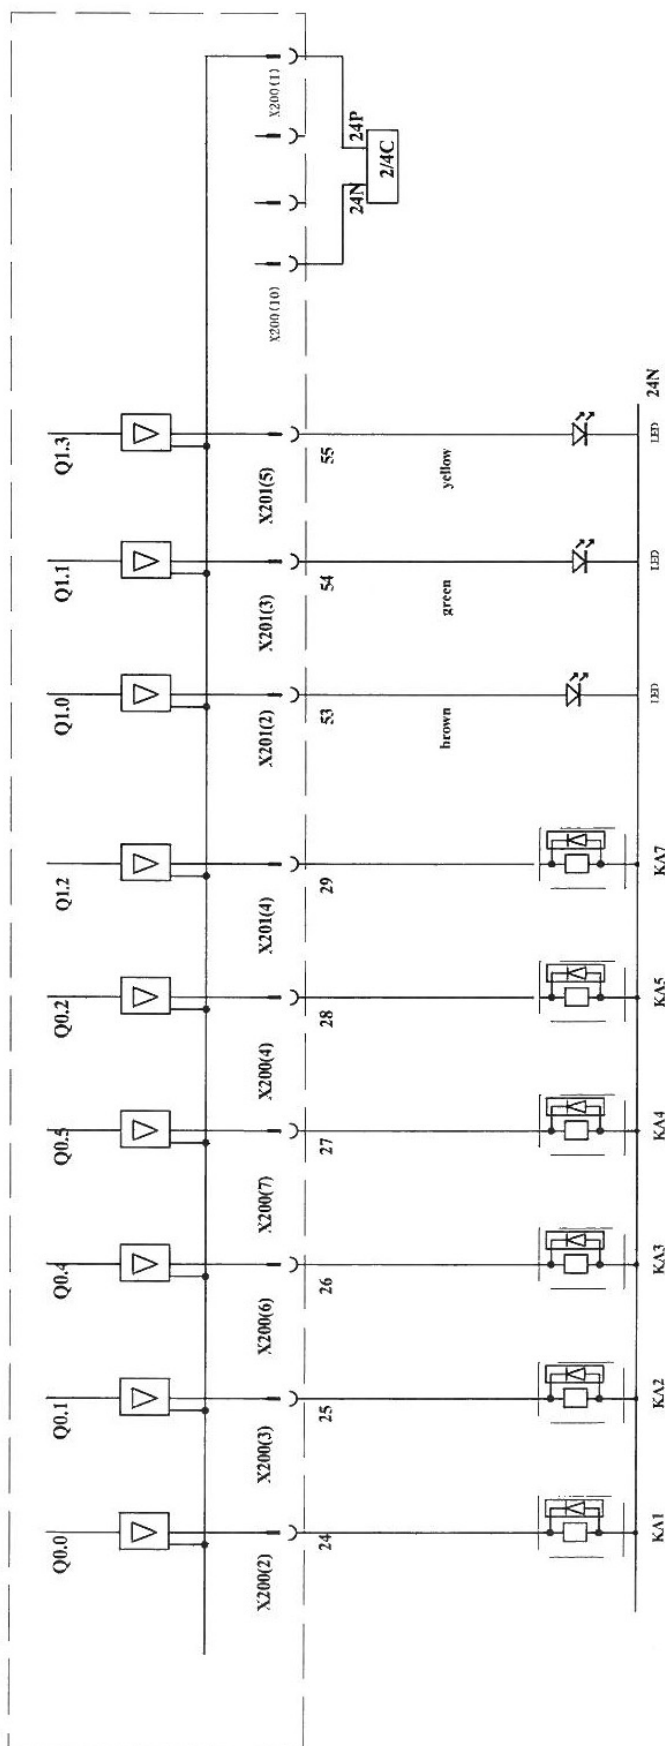 Q0.0
Q0.1
Q0.4
Q0.5
Q0.2
Q1.2
Q1.0
Q1.1
Q1.3
X200(2)
X200(3)
X200(6)
X200(7)
X200(4)
X201(4)
X201(2)
X201(3)
X201(5)
X200(10)
X200(1)
24
25
26
27
28
29
53
54
55
24N
24P
2/4C
brown
green
yellow
24N
KA1
KA2
KA3
KA4
KA5
KA7
LED
LED
LED